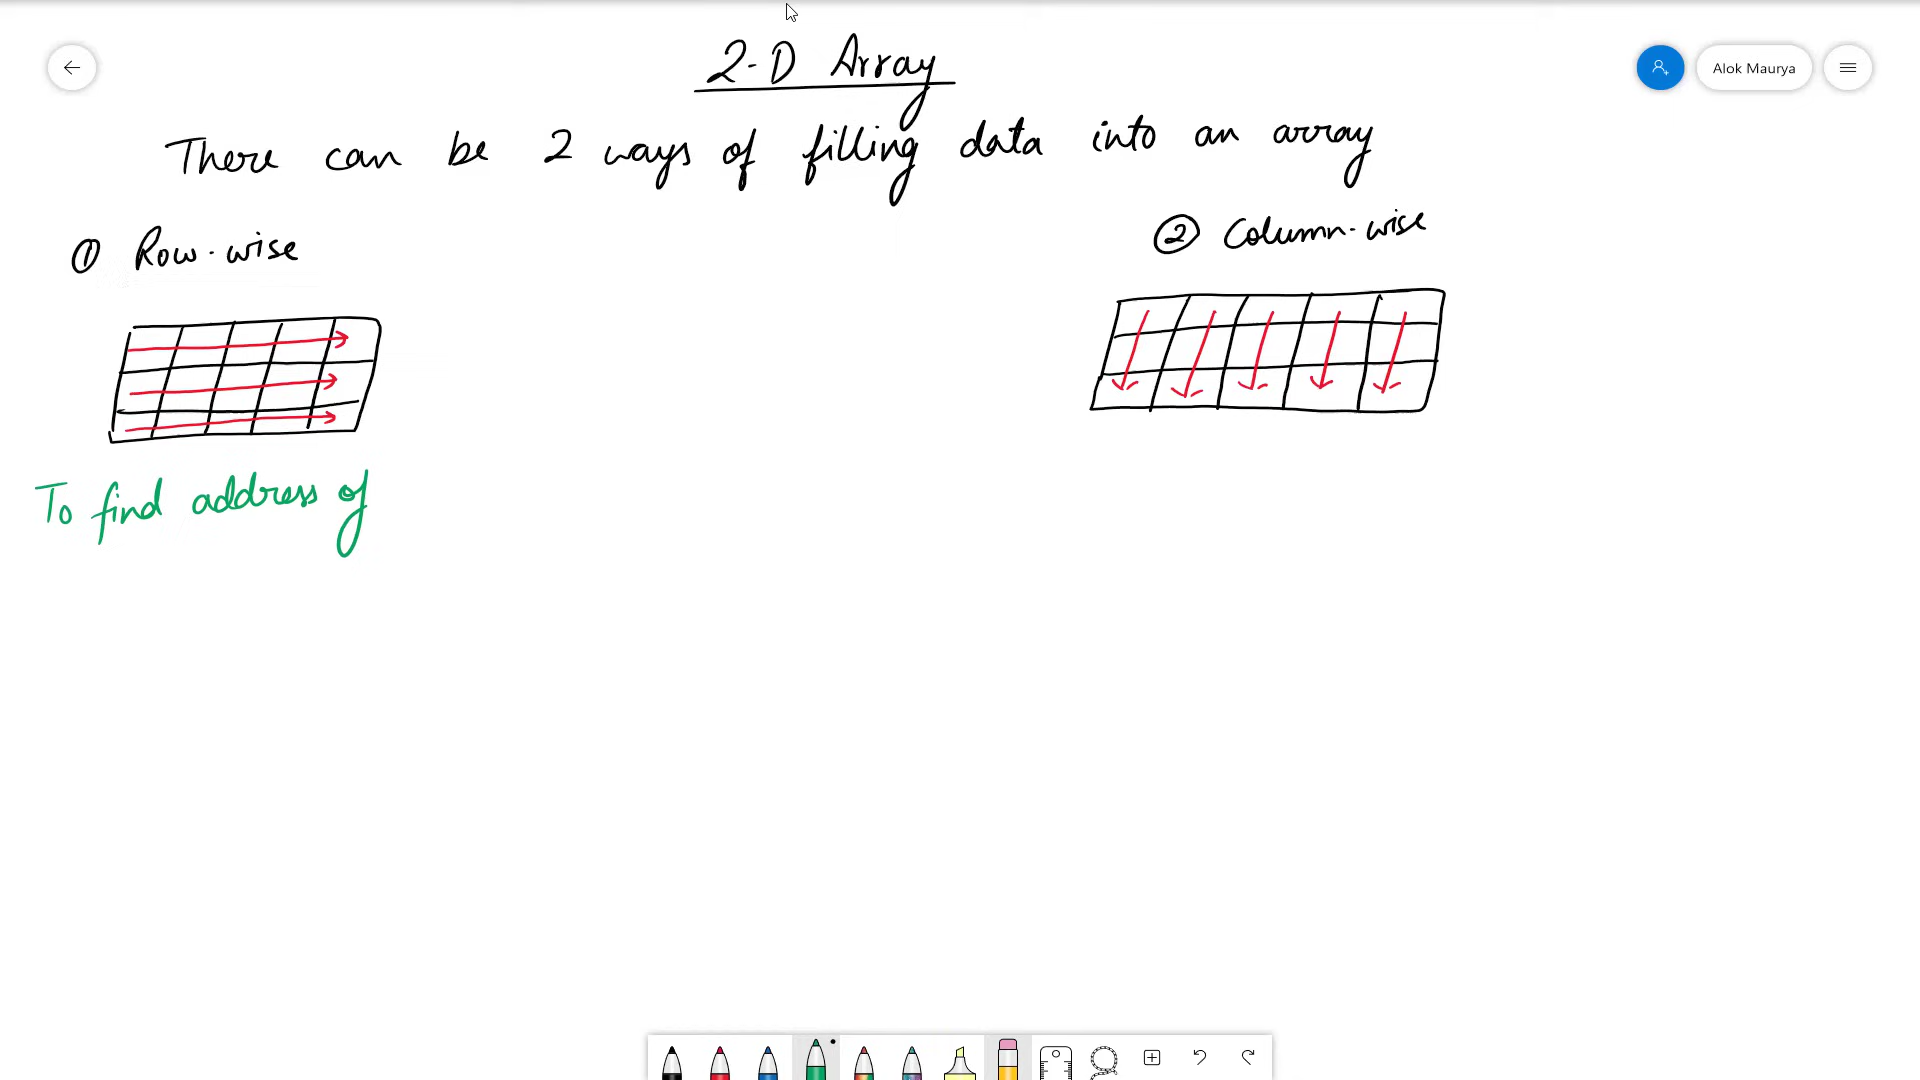 2-D Array
Alok Maurya
There can be 2 ways of filling data into an array
① Row-wise
② Column-wise
To find address of